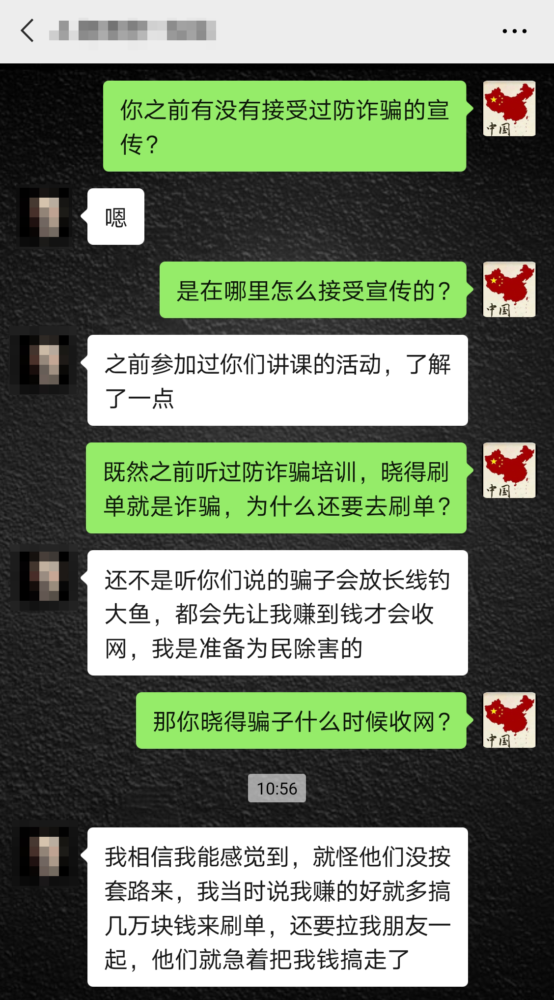 你之前有没有接受过防诈骗的宣
传?
中国
嗯
是在哪里怎么接受宣传的?
中国
之前参加过你们讲课的活动，了解
了一点
既然之前听过防诈骗培训，晓得刷
单就是诈骗，为什么还要去刷单?
中国
还不是听你们说的骗子会放长线钓
大鱼，都会先让我赚到钱才会收
网，我是准备为民除害的
那你晓得骗子什么时候收网?
中国
10:56
我相信我能感觉到，就怪他们没按
套路来，我当时说我赚的好就多搞
几万块钱来刷单，还要拉我朋友一
起，他们就急着把我钱搞走了